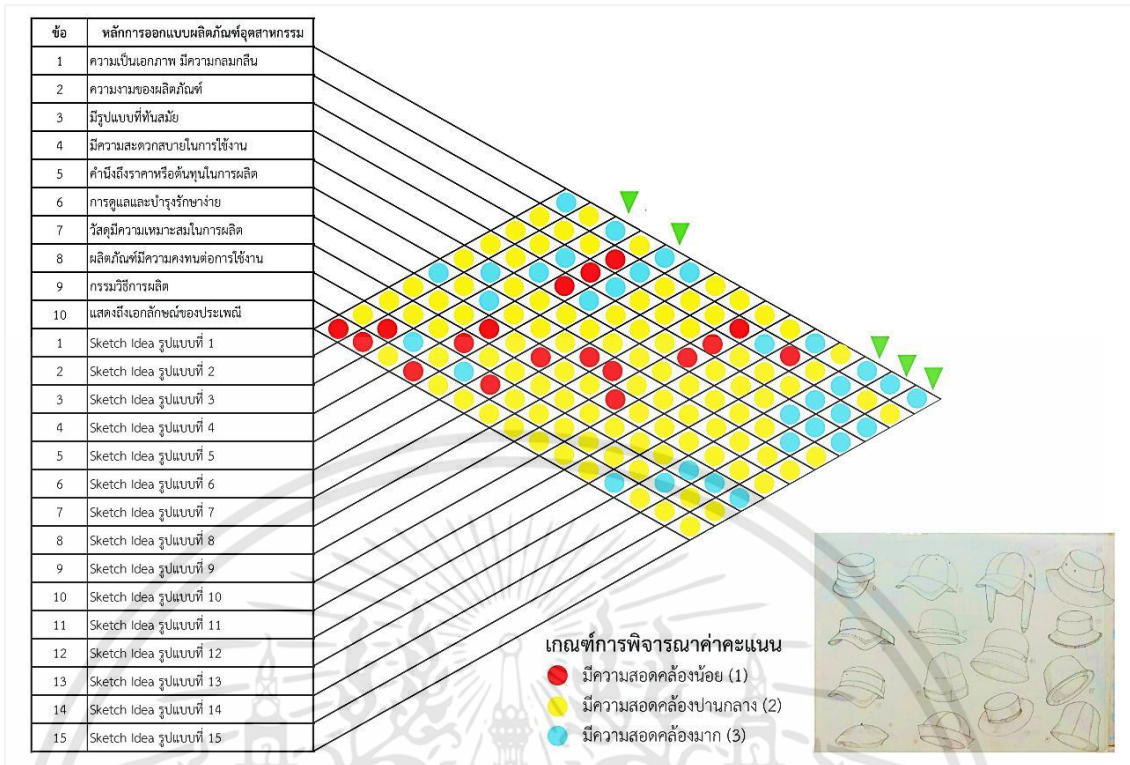 ข้อ หลักการออกแบบผลิตภัณฑ์อุตสาหกรรม
1 ความเป็นเอกภาพ มีความกลมกลืน
2 ความงามของผลิตภัณฑ์
3 มีรูปแบบที่ทันสมัย
4 มีความสะดวกสบายในการใช้งาน
5 คำนึงถึงราคาหรือต้นทุนในการผลิต
6 การดูแลและบำรุงรักษาง่าย
7 วัสดุมีความเหมาะสมในการผลิต
8 ผลิตภัณฑ์มีความคงทนต่อการใช้งาน
9 กรรมวิธีการผลิต
10 แสดงถึงเอกลักษณ์ของประเพณี
1 Sketch Idea รูปแบบที่ 1
2 Sketch Idea รูปแบบที่ 2
3 Sketch Idea รูปแบบที่ 3
4 Sketch Idea รูปแบบที่ 4
5 Sketch Idea รูปแบบที่ 5
6 Sketch Idea รูปแบบที่ 6
7 Sketch Idea รูปแบบที่ 7
8 Sketch Idea รูปแบบที่ 8
9 Sketch Idea รูปแบบที่ 9
10 Sketch Idea รูปแบบที่ 10
11 Sketch Idea รูปแบบที่ 11
12 Sketch Idea รูปแบบที่ 12
13 Sketch Idea รูปแบบที่ 13
14 Sketch Idea รูปแบบที่ 14
15 Sketch Idea รูปแบบที่ 15
เกณฑ์การพิจารณาค่าคะแนน
มีความสอดคล้องน้อย (1)
มีความสอดคล้องปานกลาง (2)
มีความสอดคล้องมาก (3)